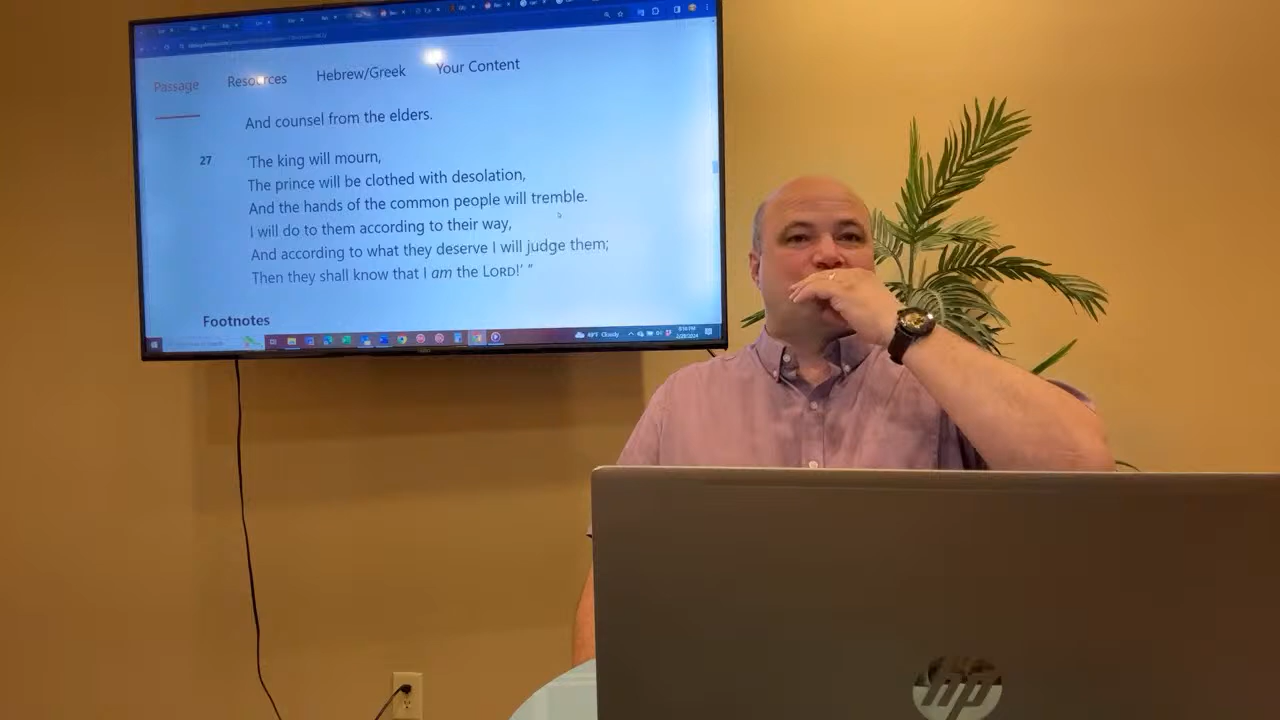 Passage Resources Hebrew/Greek Your Content
And counsel from the elders.
27 ‘The king will mourn,
The prince will be clothed with desolation,
And the hands of the common people will tremble.
I will do to them according to their way,
And according to what they deserve I will judge them;
Then they shall know that I am the LORD!’ ”
Footnotes
48°F Cloudy
hp